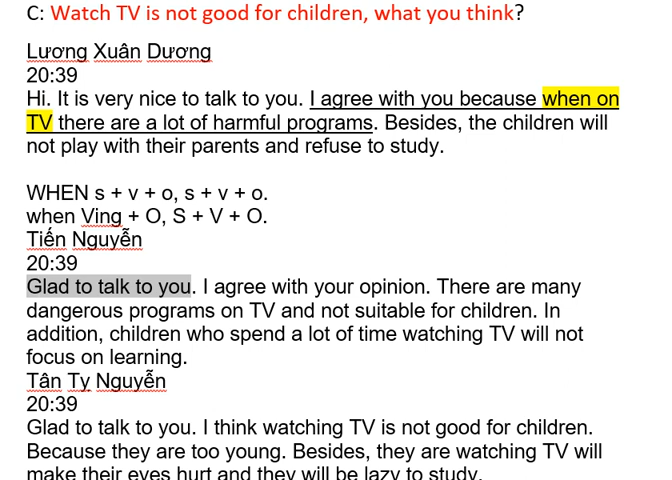 C: Watch TV is not good for children, what you think?
Lương Xuân Dương
20:39
Hi. It is very nice to talk to you. I agree with you because when on
TV there are a lot of harmful programs. Besides, the children will
not play with their parents and refuse to study.
WHEN s + v + o, s + v + o.
when Ving + O, S + V + O.
Tiến Nguyễn
20:39
Glad to talk to you. I agree with your opinion. There are many
dangerous programs on TV and not suitable for children. In
addition, children who spend a lot of time watching TV will not
focus on learning.
Tân Tỵ Nguyễn
20:39
Glad to talk to you. I think watching TV is not good for children.
Because they are too young. Besides, they are watching TV will
make their eyes hurt and they will be lazy to study.